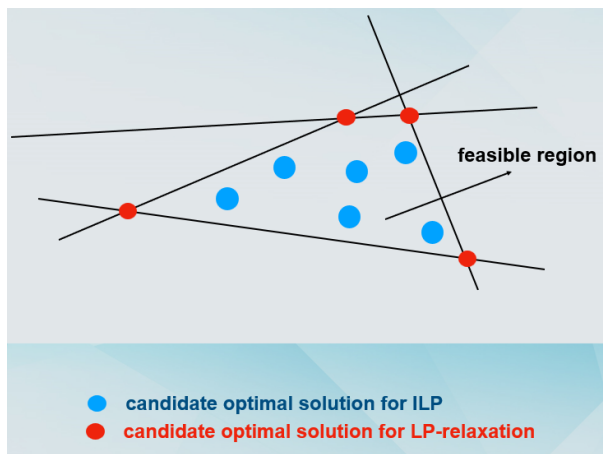 feasible region
candidate optimal solution for ILP
candidate optimal solution for LP-relaxation